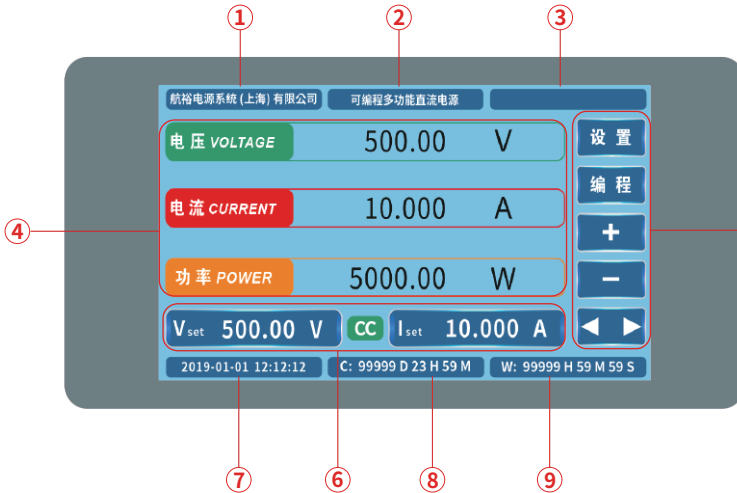 ① ② ③
航裕电源系统 (上海) 有限公司 可编程多功能直流电源
电 压 VOLTAGE 500.00 V
设 置
编 程
电 流 CURRENT 10.000 A
+
④
功 率 POWER 5000.00 W
−
Vset 500.00 V CC Iset 10.000 A
◀ ▶
2019-01-01 12:12:12 C: 99999 D 23 H 59 M W: 99999 H 59 M 59 S
⑦ ⑥ ⑧ ⑨